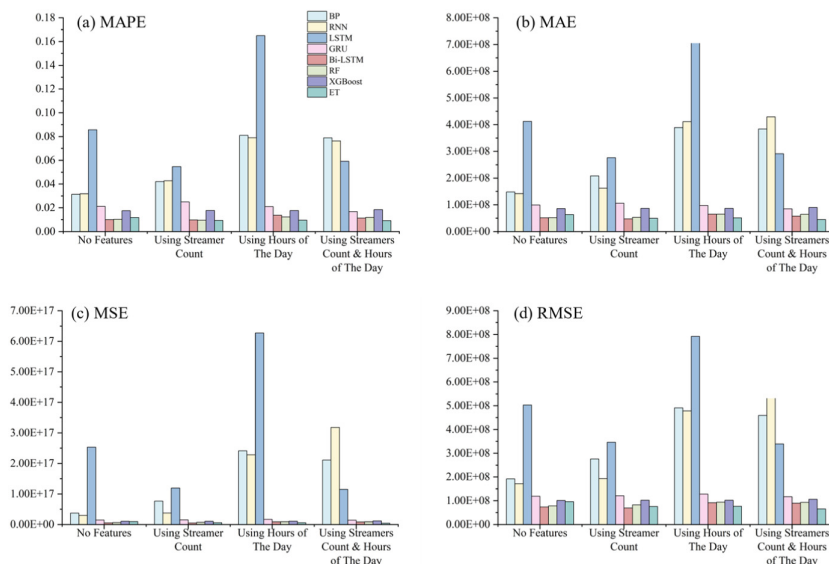 (a) MAPE
0.18
0.16
0.14
0.12
0.10
0.08
0.06
0.04
0.02
0.00
BP
RNN
LSTM
GRU
Bi-LSTM
RF
XGBoost
ET
No Features
Using Streamer
Count
Using Hours of
The Day
Using Streamers
Count & Hours
of The Day
(b) MAE
8.00E+08
7.00E+08
6.00E+08
5.00E+08
4.00E+08
3.00E+08
2.00E+08
1.00E+08
0.00E+00
No Features
Using Streamer
Count
Using Hours of
The Day
Using Streamers
Count & Hours
of The Day
(c) MSE
7.00E+17
6.00E+17
5.00E+17
4.00E+17
3.00E+17
2.00E+17
1.00E+17
0.00E+00
No Features
Using Streamer
Count
Using Hours of
The Day
Using Streamers
Count & Hours
of The Day
(d) RMSE
9.00E+08
8.00E+08
7.00E+08
6.00E+08
5.00E+08
4.00E+08
3.00E+08
2.00E+08
1.00E+08
0.00E+00
No Features
Using Streamer
Count
Using Hours of
The Day
Using Streamers
Count & Hours
of The Day